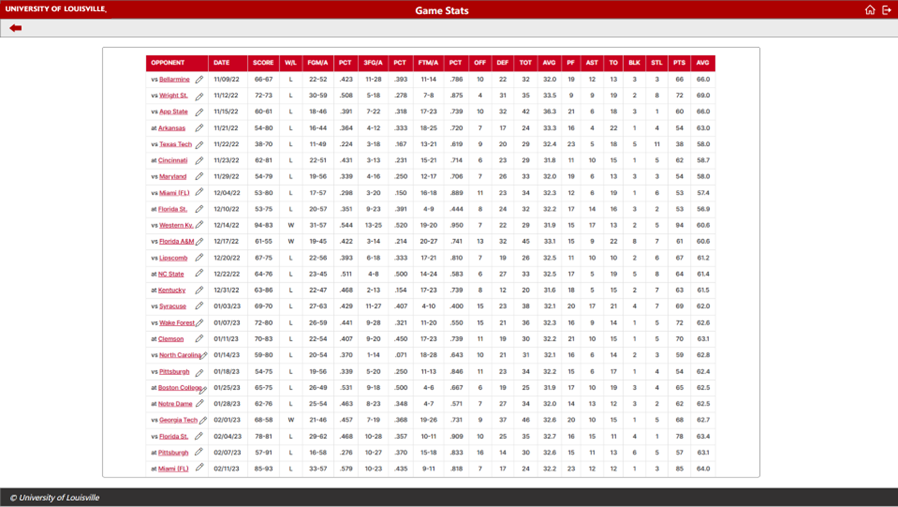 UNIVERSITY OF LOUISVILLE.
Game Stats
OPPONENT DATE SCORE W/L FGM/A PCT 3FG/A PCT FTM/A PCT OFF DEF TOT AVG PF AST TO BLK STL PTS AVG
vs Bellarmine 11/09/22 66-67 L 22-52 .423 11-28 .393 11-14 .786 10 22 32 32.0 19 12 13 3 3 66 66.0
vs Wright St. 11/12/22 72-73 L 30-59 .508 5-18 .278 7-8 .875 4 31 35 33.5 9 9 19 2 8 72 69.0
vs App State 11/15/22 60-61 L 18-46 .391 7-22 .318 17-23 .739 10 32 42 36.3 21 6 18 3 1 60 66.0
at Arkansas 11/21/22 54-80 L 16-44 .364 4-12 .333 18-25 .720 7 17 24 33.3 16 4 22 1 4 54 63.0
vs Texas Tech 11/22/22 38-70 L 11-49 .224 3-18 .167 13-21 .619 9 20 29 32.4 23 5 18 5 11 38 58.0
at Cincinnati 11/23/22 62-81 L 22-51 .431 3-13 .231 15-21 .714 6 23 29 31.8 11 10 15 1 5 62 58.7
vs Maryland 11/29/22 54-79 L 19-56 .339 4-16 .250 12-17 .706 7 26 33 32.0 19 6 13 3 3 54 58.0
vs Miami (FL) 12/04/22 53-80 L 17-57 .298 3-20 .150 16-18 .889 11 23 34 32.3 12 6 19 1 6 53 57.4
at Florida St. 12/10/22 53-75 L 20-57 .351 9-23 .391 4-9 .444 8 24 32 32.2 17 14 16 3 2 53 56.9
vs Western Ky. 12/14/22 94-83 W 31-57 .544 13-25 .520 19-20 .950 7 22 29 31.9 15 17 13 2 5 94 60.6
vs Florida A&M 12/17/22 61-55 W 19-45 .422 3-14 .214 20-27 .741 13 32 45 33.1 15 9 22 8 7 61 60.6
vs Lipscomb 12/20/22 67-75 L 22-56 .393 6-18 .333 17-21 .810 7 19 26 32.5 11 10 10 2 6 67 61.2
at NC State 12/22/22 64-76 L 23-45 .511 4-8 .500 14-24 .583 6 27 33 32.5 17 5 19 5 8 64 61.4
at Kentucky 12/31/22 63-86 L 22-47 .468 2-13 .154 17-23 .739 8 12 20 31.6 18 5 15 2 7 63 61.5
vs Syracuse 01/03/23 69-70 L 27-63 .429 11-27 .407 4-10 .400 15 23 38 32.1 20 17 21 4 7 69 62.0
vs Wake Forest 01/07/23 72-80 L 26-59 .441 9-28 .321 11-20 .550 15 21 36 32.3 16 9 14 1 5 72 62.6
at Clemson 01/11/23 70-83 L 22-54 .407 9-20 .450 17-23 .739 11 19 30 32.2 21 10 15 1 5 70 63.1
vs North Carolina 01/14/23 59-80 L 20-54 .370 1-14 .071 18-28 .643 10 21 31 32.1 16 6 14 2 3 59 62.8
vs Pittsburgh 01/18/23 54-75 L 19-56 .339 5-20 .250 11-13 .846 11 23 34 32.2 15 6 17 1 4 54 62.4
at Boston College 01/25/23 65-75 L 26-49 .531 9-18 .500 4-6 .667 6 19 25 31.9 17 10 19 3 4 65 62.5
at Notre Dame 01/28/23 62-76 L 25-54 .463 8-23 .348 4-7 .571 7 27 34 32.0 14 13 12 3 2 62 62.5
vs Georgia Tech 02/01/23 68-58 W 21-46 .457 7-19 .368 19-26 .731 9 37 46 32.6 20 10 15 1 5 68 62.7
vs Florida St. 02/04/23 78-81 L 29-62 .468 10-28 .357 10-11 .909 10 25 35 32.7 16 15 11 4 1 78 63.4
at Pittsburgh 02/07/23 57-91 L 16-58 .276 10-27 .370 15-18 .833 16 14 30 32.6 15 11 13 6 5 57 63.1
at Miami (FL) 02/11/23 85-93 L 33-57 .579 10-23 .435 9-11 .818 7 17 24 32.2 23 12 12 1 3 85 64.0
© University of Louisville